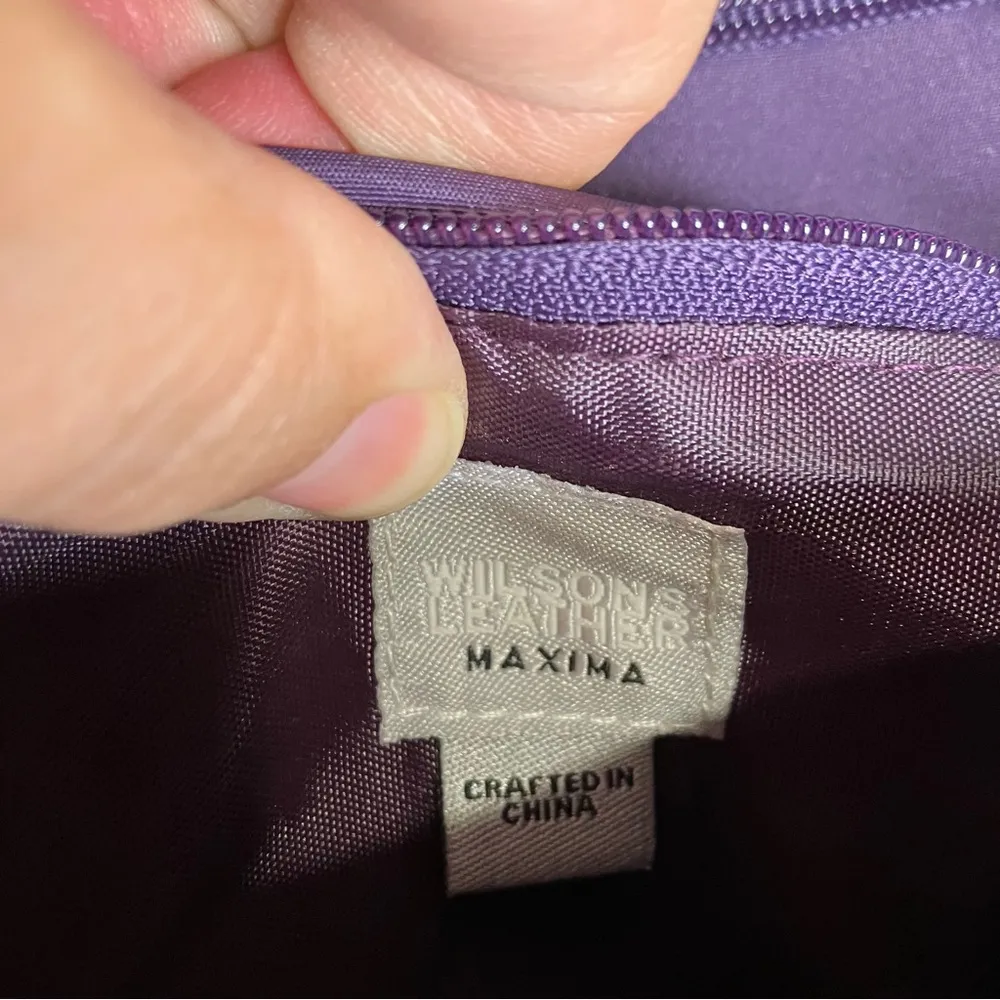 WILSONS
LEATHER
MAXIMA
CRAFTED IN
CHINA